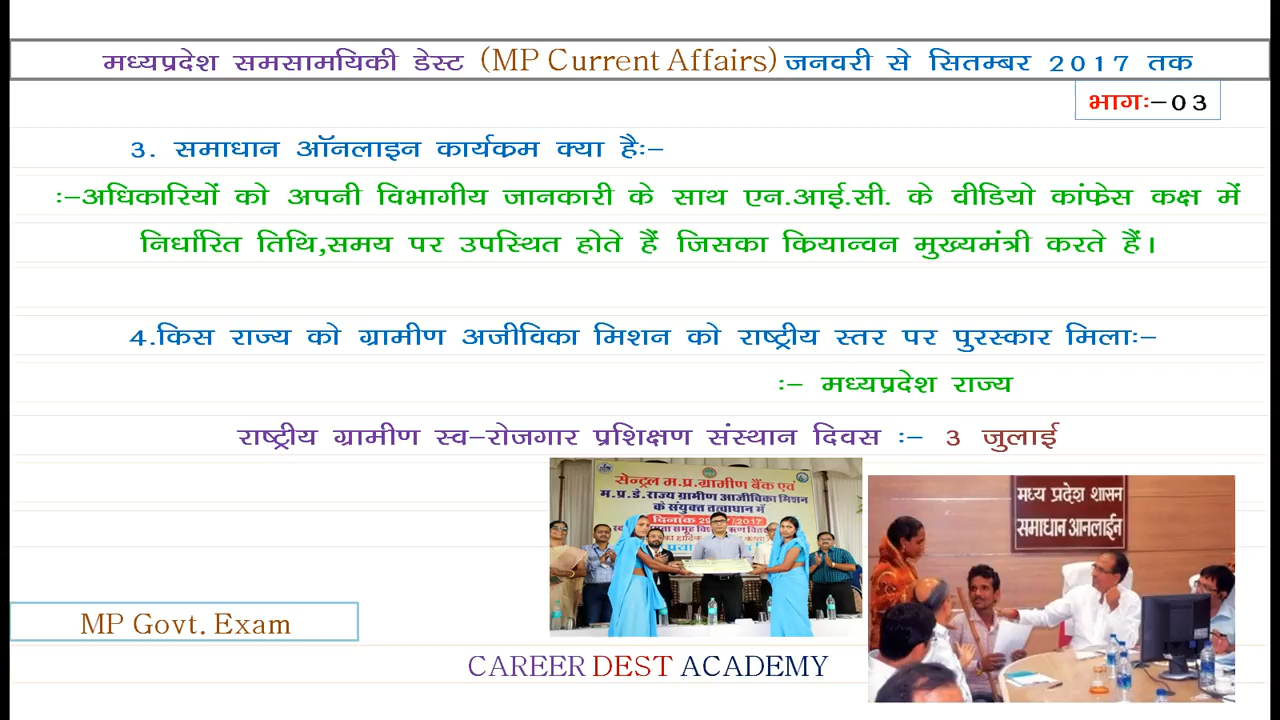 मध्यप्रदेश समसामयिकी डेस्ट (MP Current Affairs) जनवरी से सितम्बर 2017 तक
भागः-03
3. समाधान ऑनलाइन कार्यक्रम क्या हैः-
:-अधिकारियों को अपनी विभागीय जानकारी के साथ एन.आई.सी. के वीडियो कांफ्रेस कक्ष में
निर्धारित तिथि,समय पर उपस्थित होते हैं जिसका क्रियान्वन मुख्यमंत्री करते हैं।
4.किस राज्य को ग्रामीण अजीविका मिशन को राष्ट्रीय स्तर पर पुरस्कार मिलाः-
:- मध्यप्रदेश राज्य
राष्ट्रीय ग्रामीण स्व-रोजगार प्रशिक्षण संस्थान दिवस :- 3 जुलाई
सेन्ट्रल म.प्र.ग्रामीण बैंक एवं
म.प्र.डे.राज्य ग्रामीण आजीविका मिशन
के संयुक्त तत्वाधान में
दिनांक
मध्य प्रदेश शासन
समाधान आनलाईन
MP Govt. Exam
CAREER DEST ACADEMY